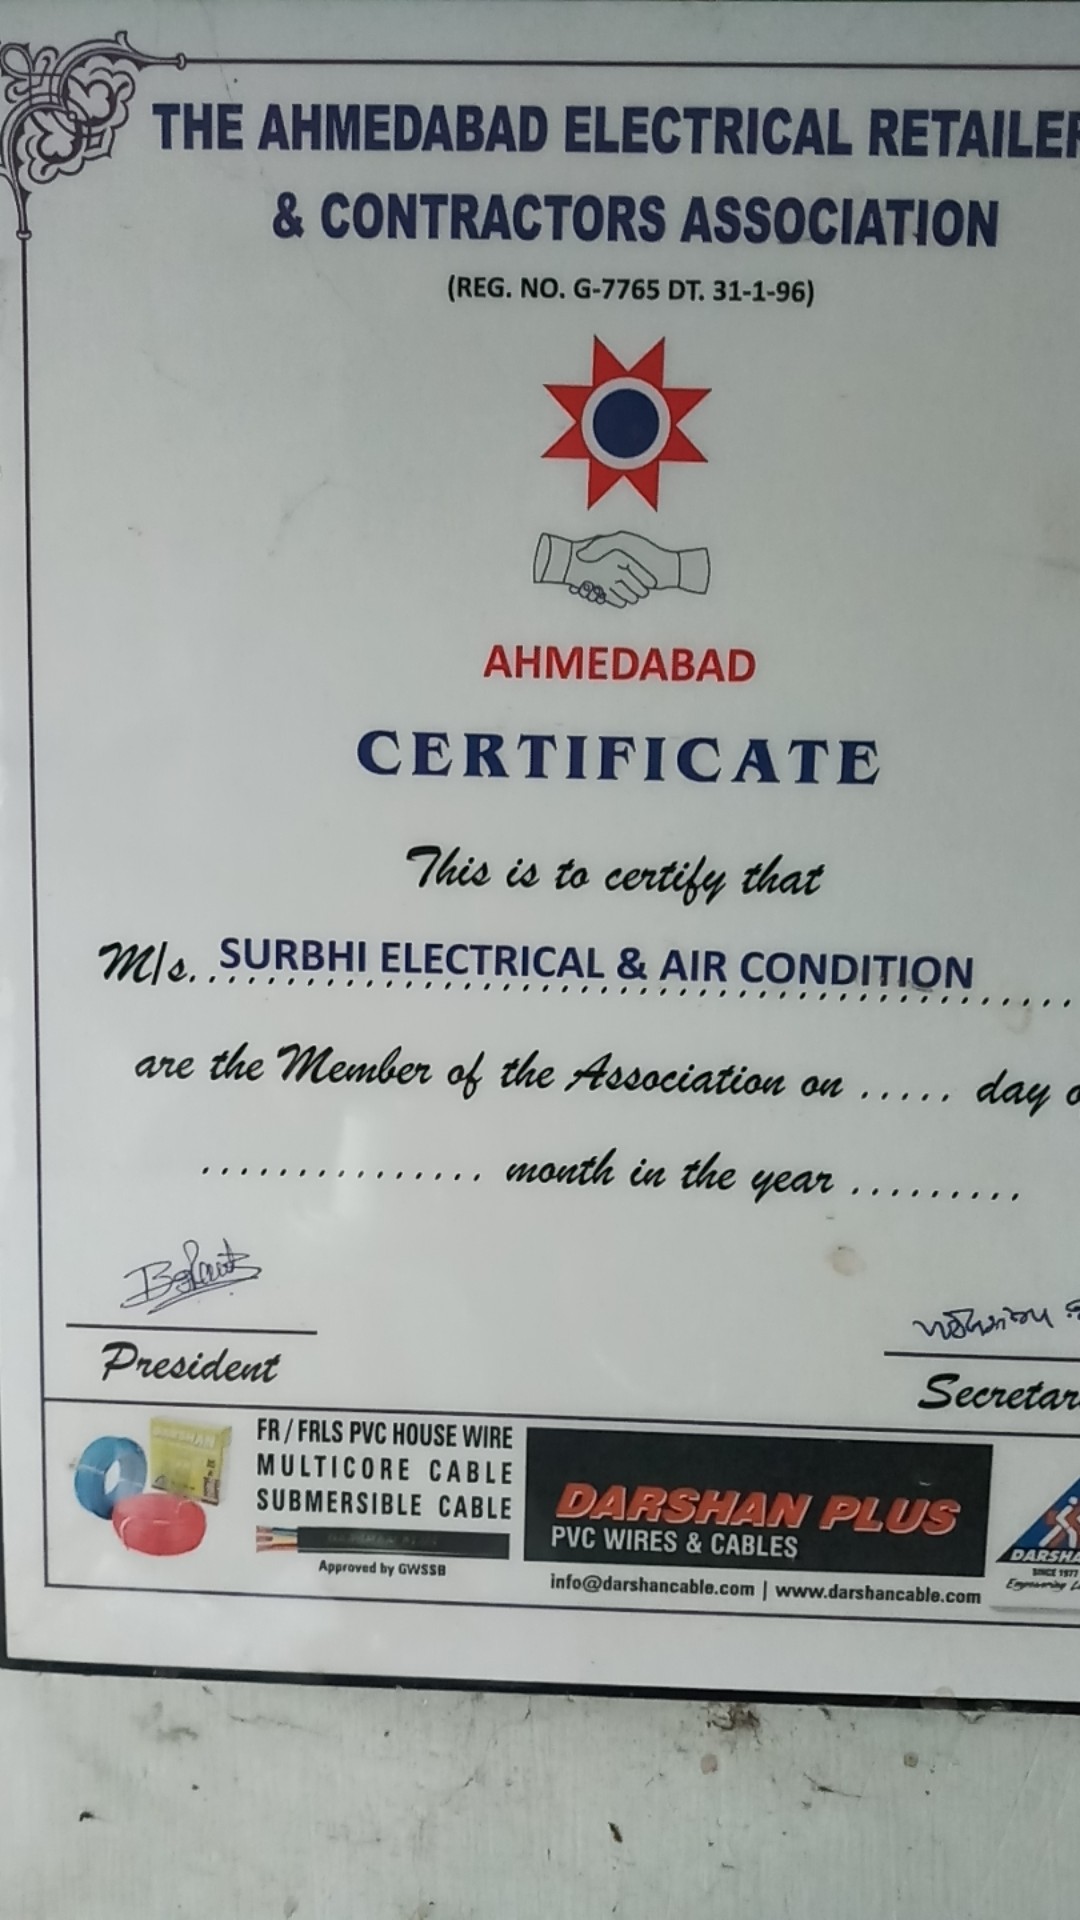 THE AHMEDABAD ELECTRICAL RETAILER
& CONTRACTORS ASSOCIATION
(REG. NO. G-7765 DT. 31-1-96)
AHMEDABAD
CERTIFICATE
This is to certify that
M/s. SURBHI ELECTRICAL & AIR CONDITION
are the Member of the Association on ..... day o
............... month in the year .........
President
Secretar
FR / FRLS PVC HOUSE WIRE
MULTICORE CABLE
SUBMERSIBLE CABLE
Approved by GWSSB
DARSHAN PLUS
PVC WIRES & CABLES
info@darshancable.com | www.darshancable.com
DARSHA
SINCE 1977